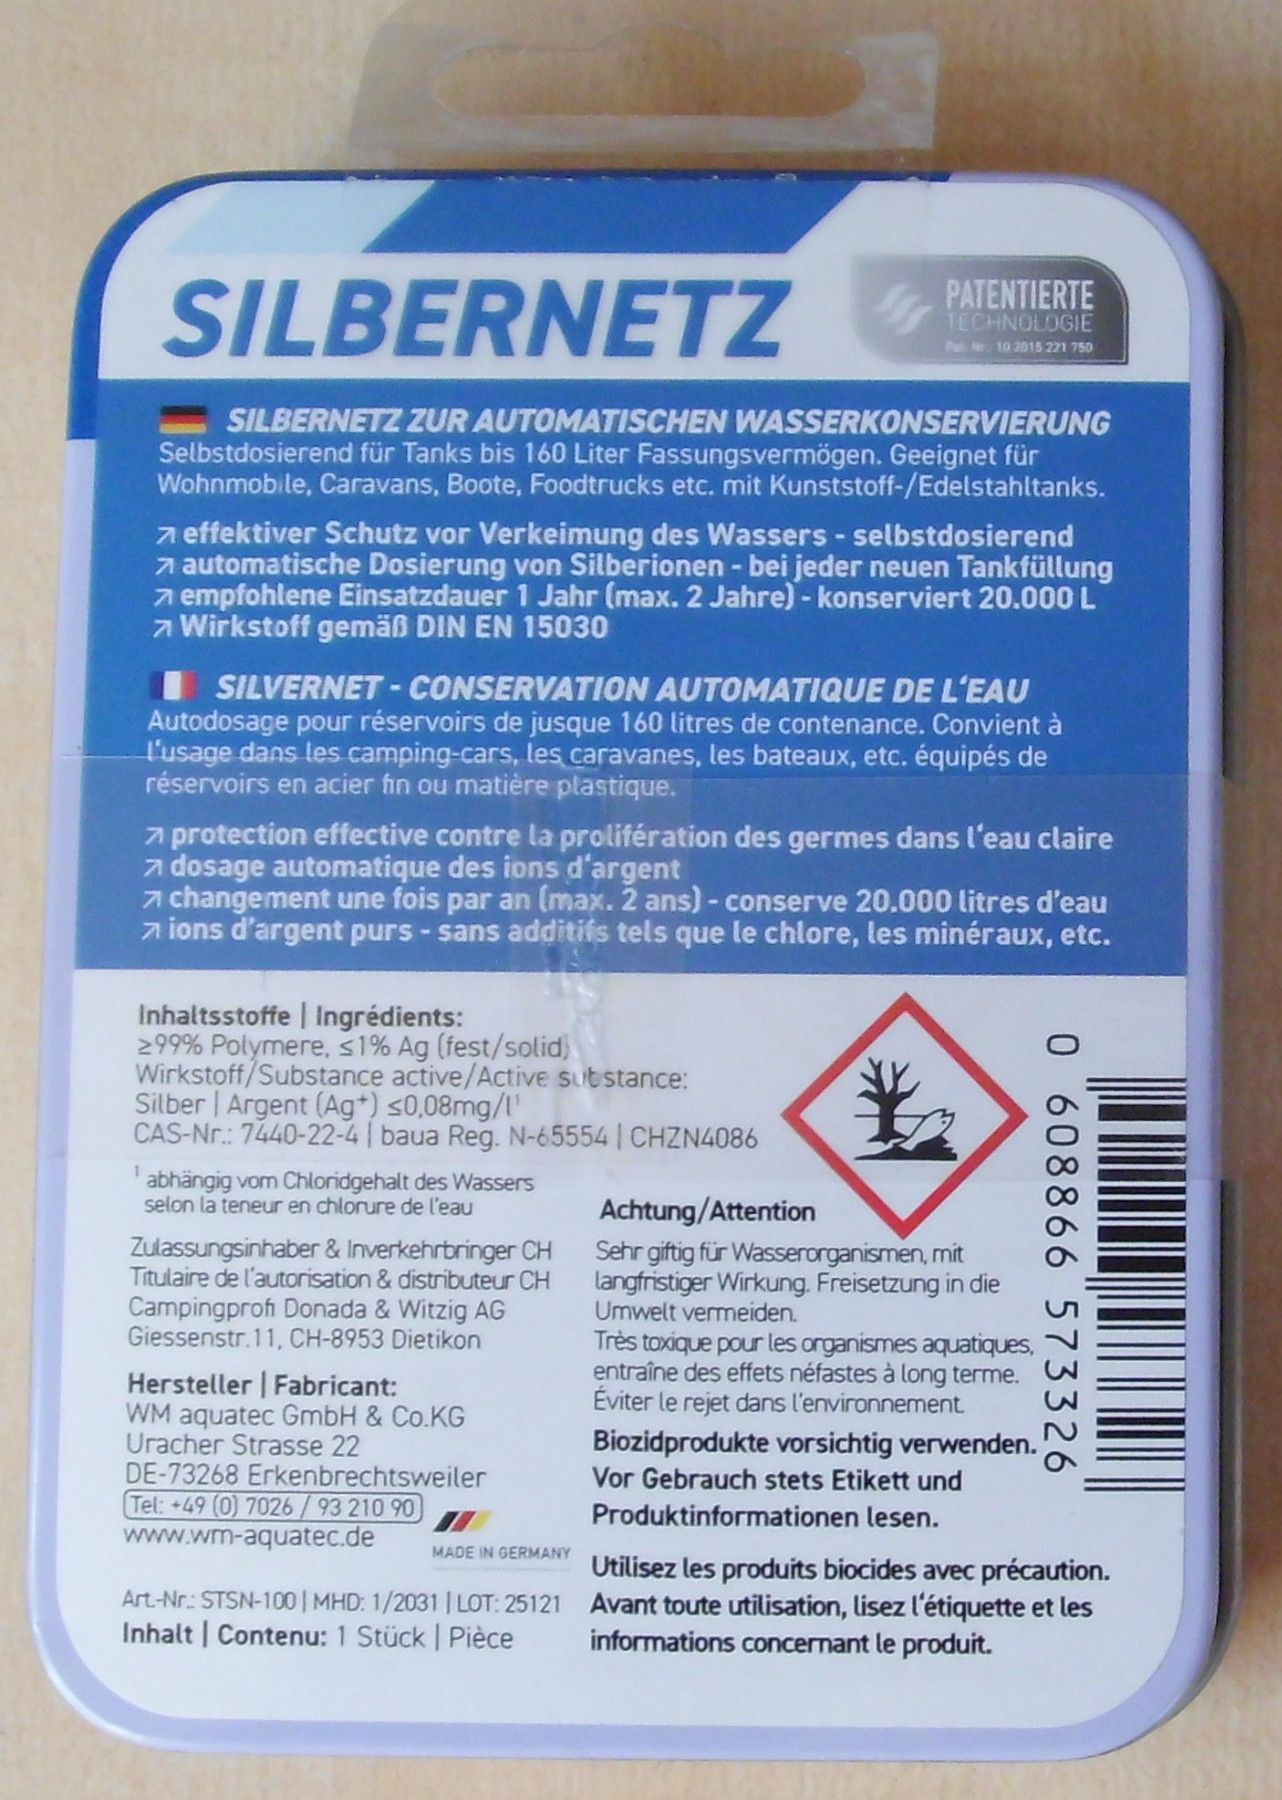 SILBERNETZ
PATENTIERTE
TECHNOLOGIE
Pat. Nr.: 10 2015 221 750
SILBERNETZ ZUR AUTOMATISCHEN WASSERKONSERVIERUNG
Selbstdosierend für Tanks bis 160 Liter Fassungsvermögen. Geeignet für
Wohnmobile, Caravans, Boote, Foodtrucks etc. mit Kunststoff-/Edelstahltanks.
↗ effektiver Schutz vor Verkeimung des Wassers - selbstdosierend
↗ automatische Dosierung von Silberionen - bei jeder neuen Tankfüllung
↗ empfohlene Einsatzdauer 1 Jahr (max. 2 Jahre) - konserviert 20.000 L
↗ Wirkstoff gemäß DIN EN 15030
SILVERNET - CONSERVATION AUTOMATIQUE DE L'EAU
Autodosage pour réservoirs de jusque 160 litres de contenance. Convient à
l'usage dans les camping-cars, les caravanes, les bateaux, etc. équipés de
réservoirs en acier fin ou matière plastique.
↗ protection effective contre la prolifération des germes dans l'eau claire
↗ dosage automatique des ions d'argent
↗ changement une fois par an (max. 2 ans) - conserve 20.000 litres d'eau
↗ ions d'argent purs - sans additifs tels que le chlore, les minéraux, etc.
Inhaltsstoffe | Ingrédients:
≥99% Polymere, ≤1% Ag (fest/solid)
Wirkstoff/Substance active/Active substance:
Silber | Argent (Ag⁺) ≤0,08mg/l¹
CAS-Nr.: 7440-22-4 | baua Reg. N-65554 | CHZN4086
¹ abhängig vom Chloridgehalt des Wassers
selon la teneur en chlorure de l'eau
Zulassungsinhaber & Inverkehrbringer CH
Titulaire de l'autorisation & distributeur CH
Campingprofi Donada & Witzig AG
Giessenstr.11, CH-8953 Dietikon
Hersteller | Fabricant:
WM aquatec GmbH & Co.KG
Uracher Strasse 22
DE-73268 Erkenbrechtsweiler
Tel: +49 (0) 7026 / 93 210 90
www.wm-aquatec.de
MADE IN GERMANY
Art.-Nr.: STSN-100 | MHD: 1/2031 | LOT: 25121
Inhalt | Contenu: 1 Stück | Pièce
Achtung/Attention
Sehr giftig für Wasserorganismen, mit
langfristiger Wirkung. Freisetzung in die
Umwelt vermeiden.
Très toxique pour les organismes aquatiques,
entraîne des effets néfastes à long terme.
Éviter le rejet dans l'environnement.
Biozidprodukte vorsichtig verwenden.
Vor Gebrauch stets Etikett und
Produktinformationen lesen.
Utilisez les produits biocides avec précaution.
Avant toute utilisation, lisez l'étiquette et les
informations concernant le produit.
0 608866 573326